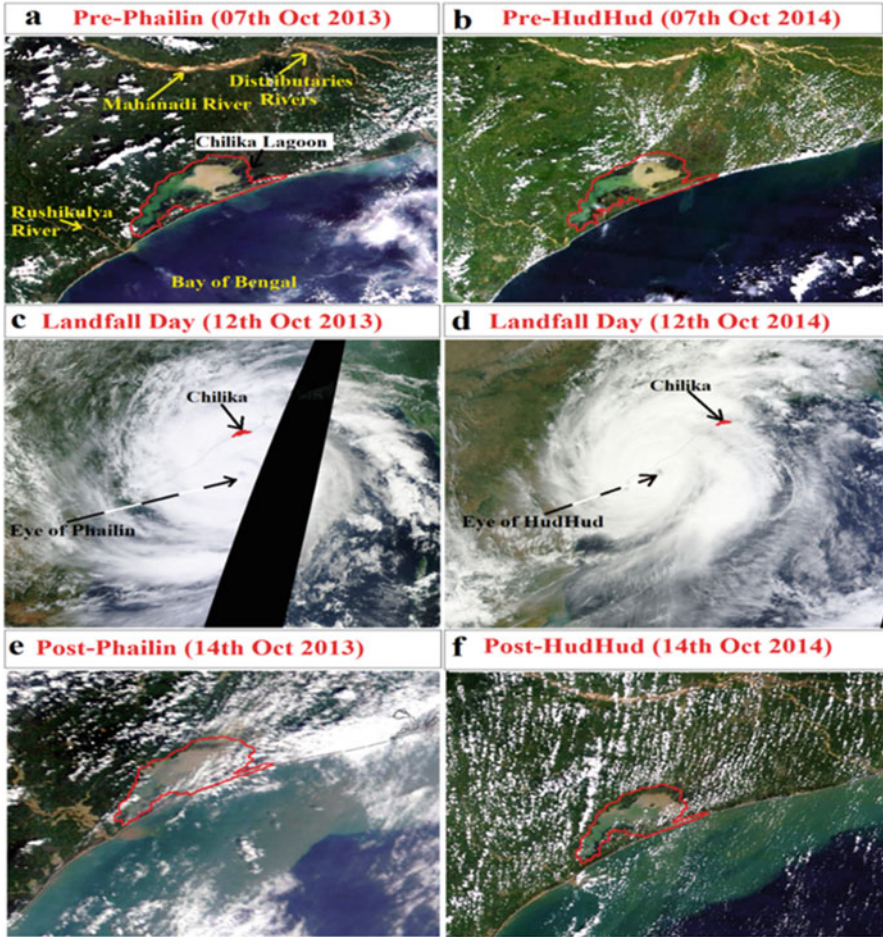 a Pre-Phailin (07th Oct 2013)
Mahanadi River
Distributaries
Rivers
Chilika Lagoon
Rushikulya
River
Bay of Bengal
b Pre-HudHud (07th Oct 2014)
c Landfall Day (12th Oct 2013)
Chilika
Eye of Phailin
d Landfall Day (12th Oct 2014)
Chilika
Eye of HudHud
e Post-Phailin (14th Oct 2013)
f Post-HudHud (14th Oct 2014)